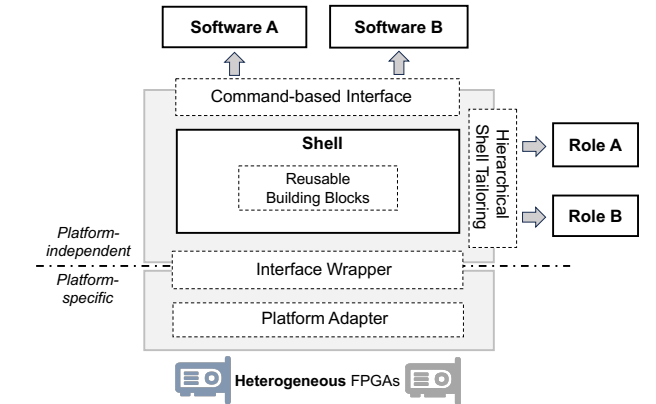 Software A
Software B
Command-based Interface
Shell
Reusable
Building Blocks
Hierarchical
Shell Tailoring
Role A
Role B
Platform-
independent
Interface Wrapper
Platform-
specific
Platform Adapter
Heterogeneous FPGAs